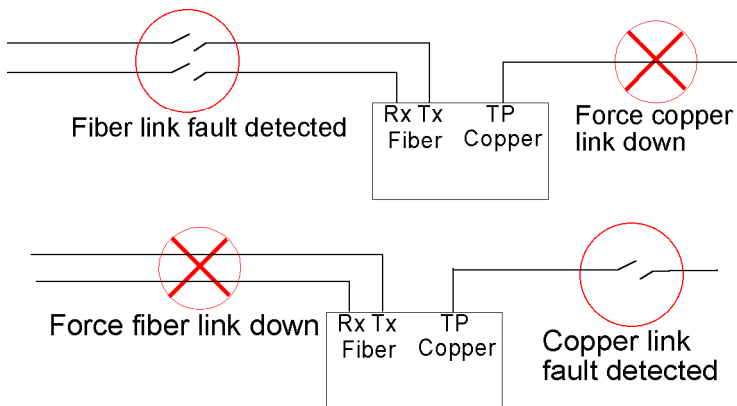 Fiber link fault detected
Rx Tx TP
Fiber Copper
Force copper
link down
Force fiber link down
Rx Tx TP
Fiber Copper
Copper link
fault detected